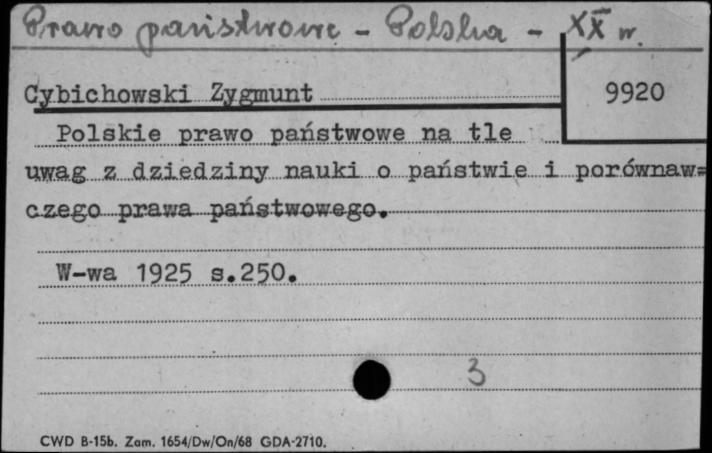 Prawo państwowe - Polska - XX w.
Cybichowski Zygmunt
9920
Polskie prawo państwowe na tle
uwag z dziedziny nauki o państwie i porównaw=
czego prawa państwowego.
W-wa 1925 s.250.
3
CWD B-15b. Zam. 1654/Dw/On/68 GDA-2710.